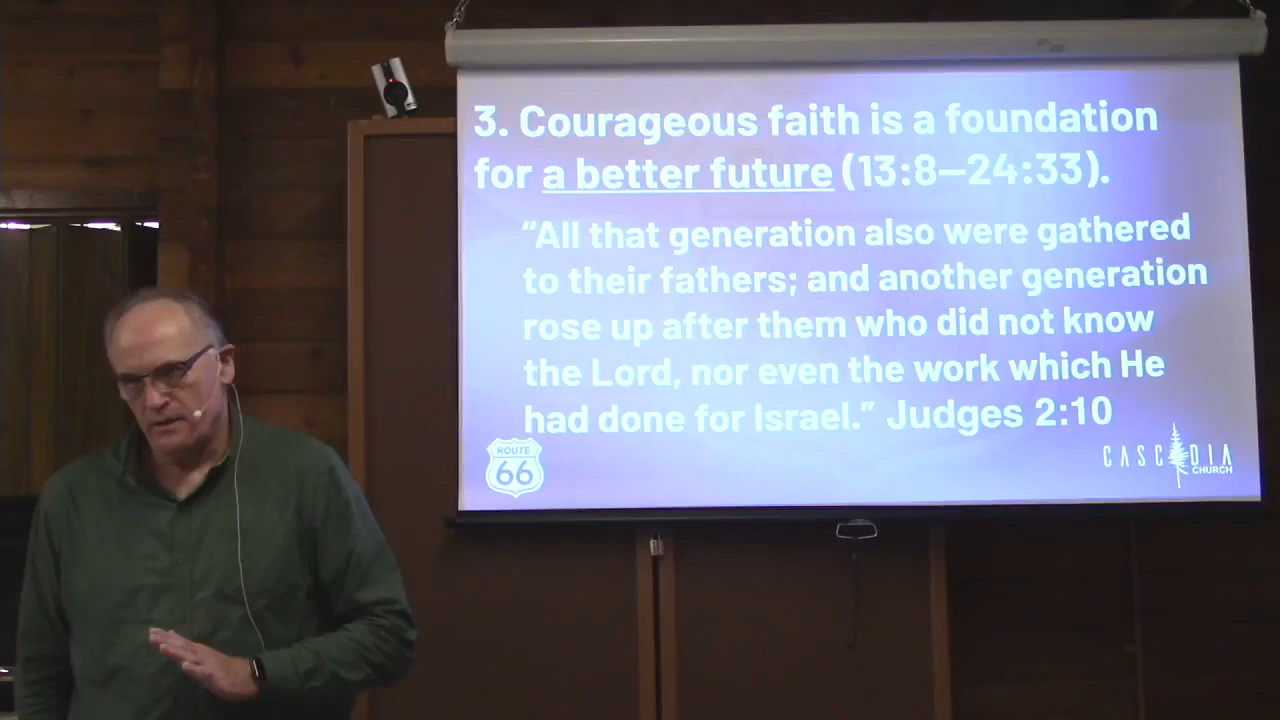 3. Courageous faith is a foundation
for a better future (13:8–24:33).
“All that generation also were gathered
to their fathers; and another generation
rose up after them who did not know
the Lord, nor even the work which He
had done for Israel.” Judges 2:10
ROUTE
66
CASCADIA
CHURCH